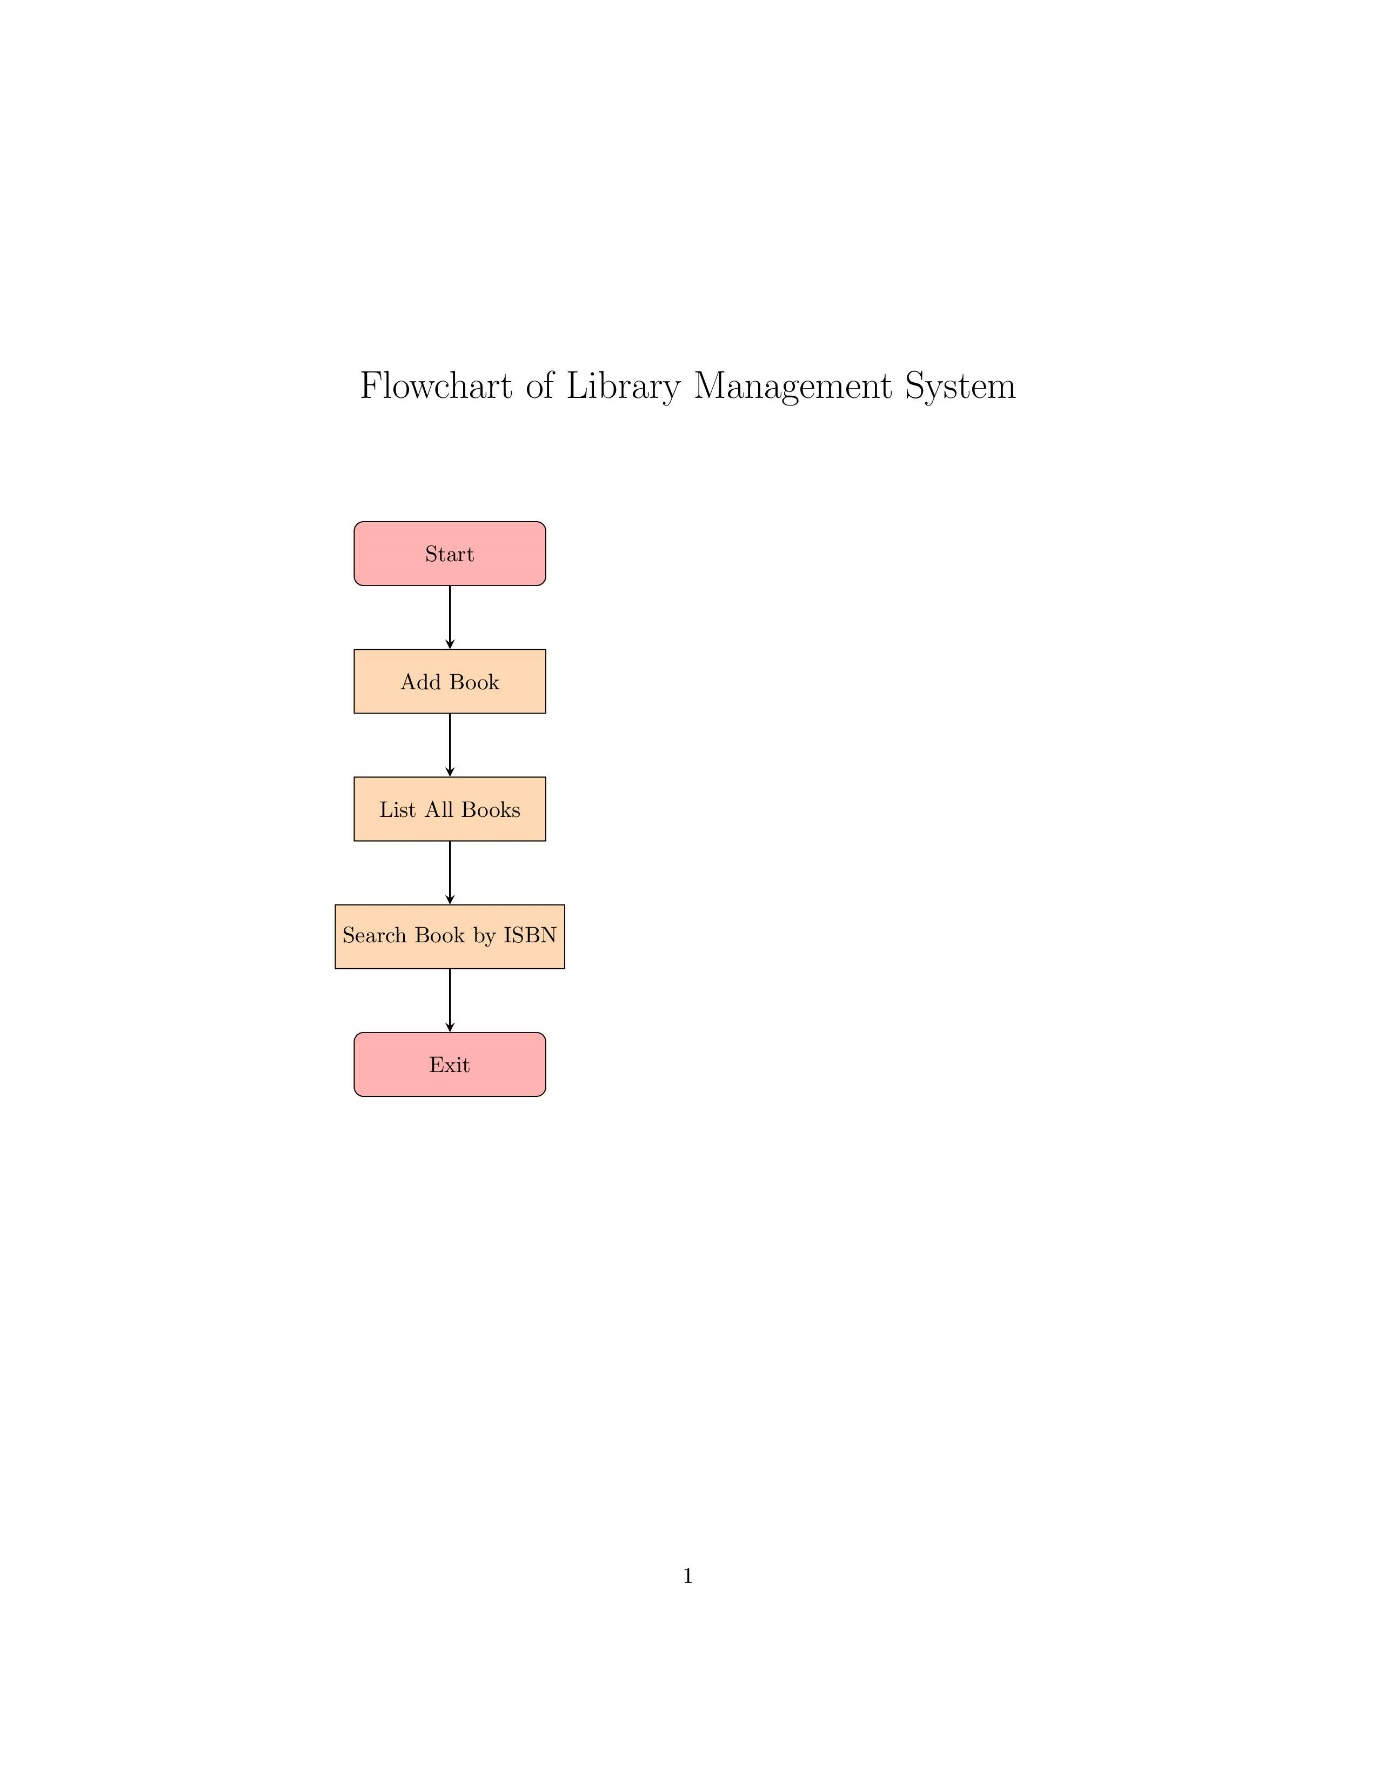 Flowchart of Library Management System
Start
Add Book
List All Books
Search Book by ISBN
Exit
1